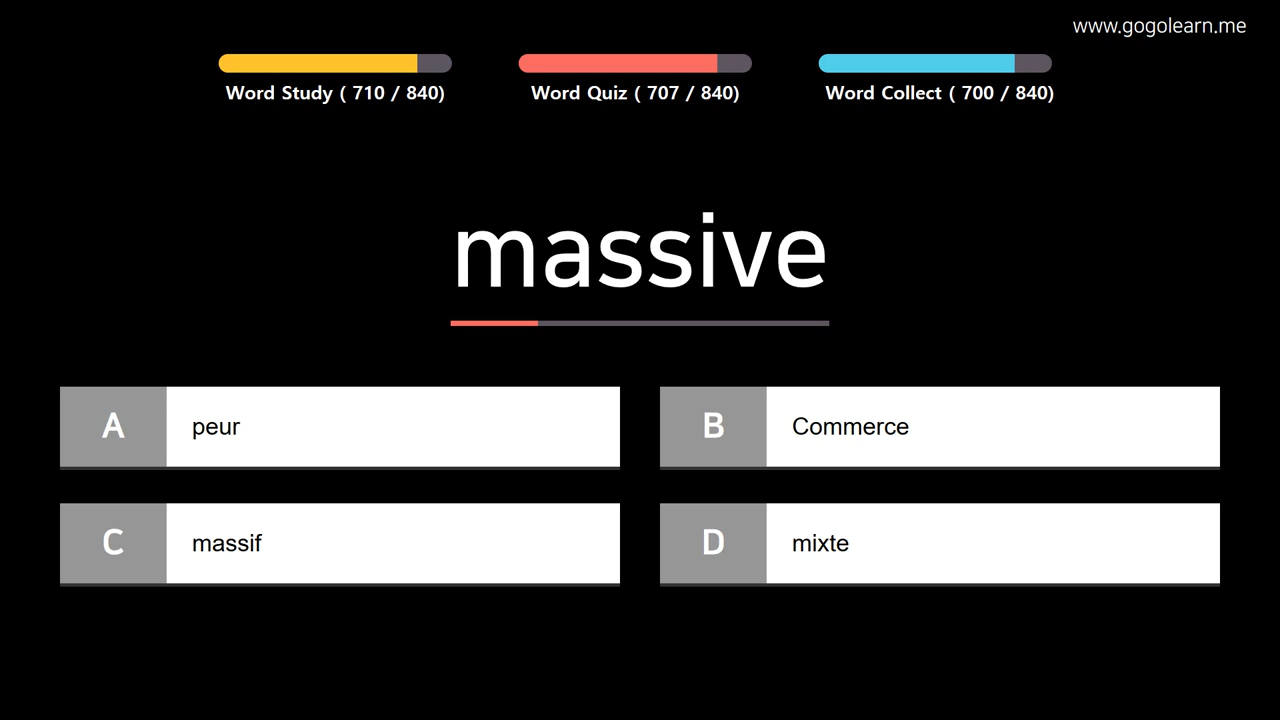 www.gogolearn.me
Word Study ( 710 / 840)
Word Quiz ( 707 / 840)
Word Collect ( 700 / 840)
massive
A peur
B Commerce
C massif
D mixte